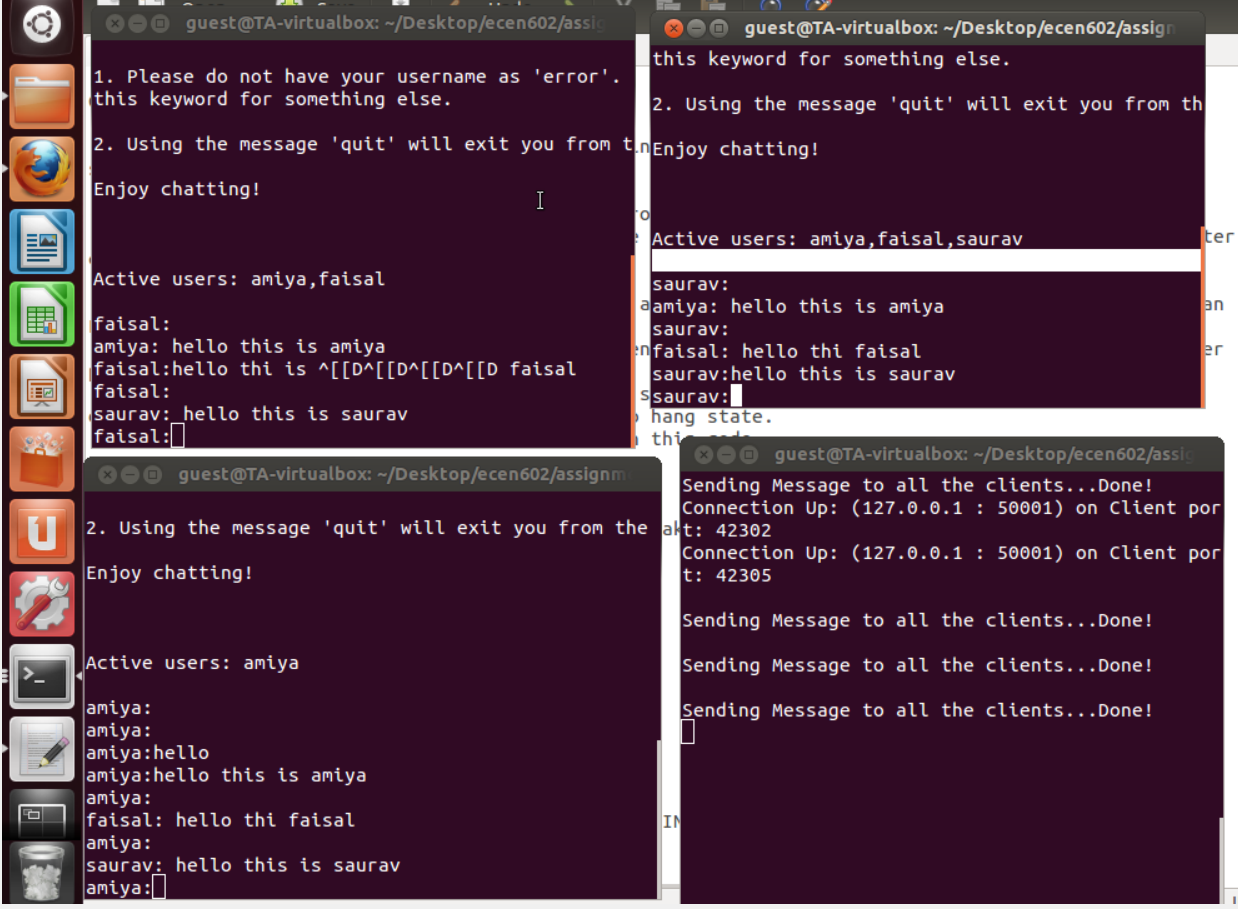 guest@TA-virtualbox: ~/Desktop/ecen602/assig
1. Please do not have your username as 'error'.
this keyword for something else.
2. Using the message 'quit' will exit you from t
Enjoy chatting!
Active users: amiya,faisal
faisal:
amiya: hello this is amiya
faisal:hello thi is ^[[D^[[D^[[D^[[D faisal
faisal:
saurav: hello this is saurav
faisal:
guest@TA-virtualbox: ~/Desktop/ecen602/assign
this keyword for something else.
2. Using the message 'quit' will exit you from th
Enjoy chatting!
Active users: amiya,faisal,saurav
saurav:
amiya: hello this is amiya
saurav:
faisal: hello thi faisal
saurav:hello this is saurav
saurav:
hang state.
guest@TA-virtualbox: ~/Desktop/ecen602/assignm
2. Using the message 'quit' will exit you from the
Enjoy chatting!
Active users: amiya
amiya:
amiya:
amiya:hello
amiya:hello this is amiya
amiya:
faisal: hello thi faisal
amiya:
saurav: hello this is saurav
amiya:
guest@TA-virtualbox: ~/Desktop/ecen602/assig
Sending Message to all the clients...Done!
Connection Up: (127.0.0.1 : 50001) on Client por
t: 42302
Connection Up: (127.0.0.1 : 50001) on Client por
t: 42305
Sending Message to all the clients...Done!
Sending Message to all the clients...Done!
Sending Message to all the clients...Done!